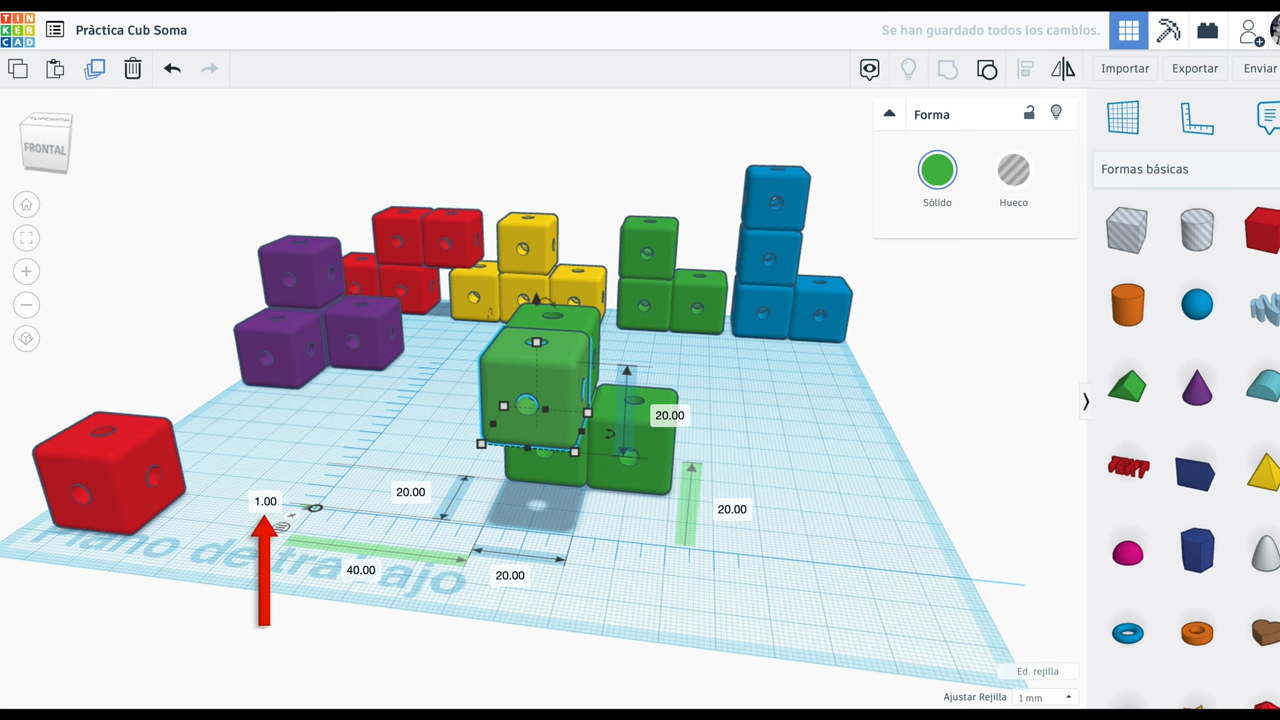 TIN
KER
CAD
Pràctica Cub Soma
Se han guardado todos los cambios.
Importar
Exportar
Enviar
FRONTAL
Forma
Sólido
Hueco
Formas básicas
TEXT
20.00
20.00
1.00
20.00
40.00
20.00
Plano de trabajo
Ed. rejilla
Ajustar Rejilla
1 mm